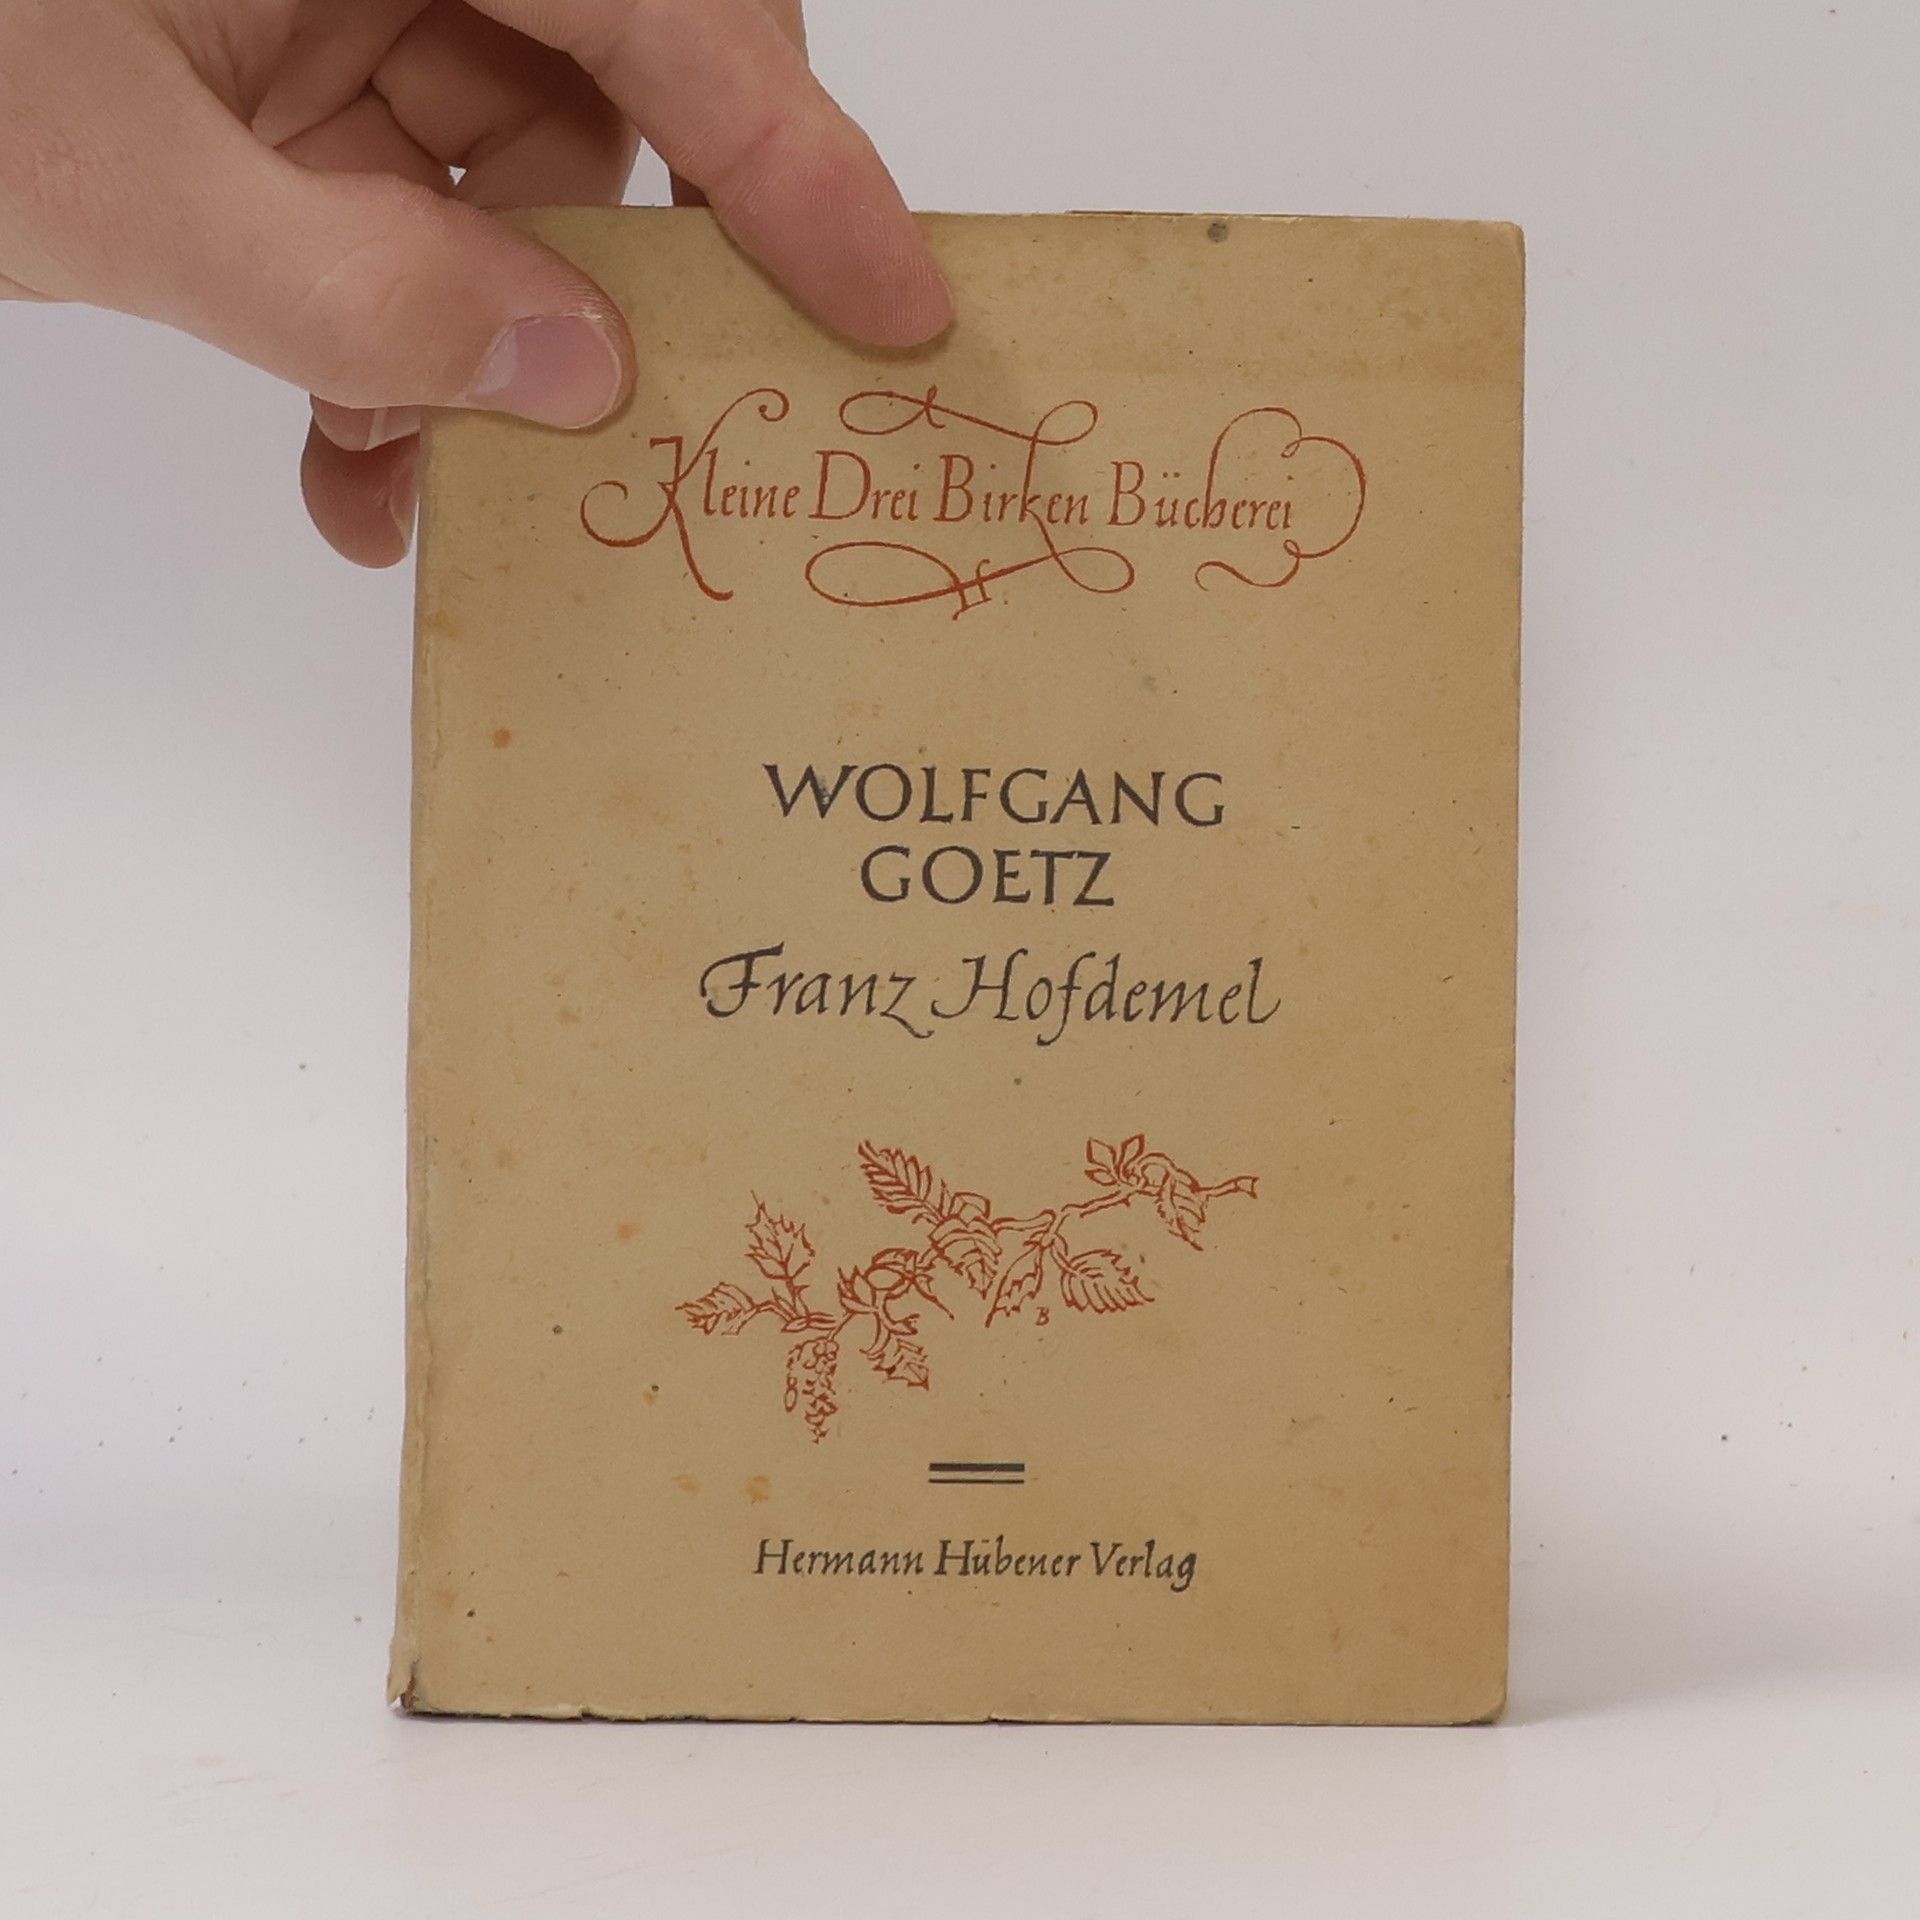 Kleine Drei Birken Bücherei
WOLFGANG
GOETZ
Franz Hofdemel
B
Hermann Hübener Verlag